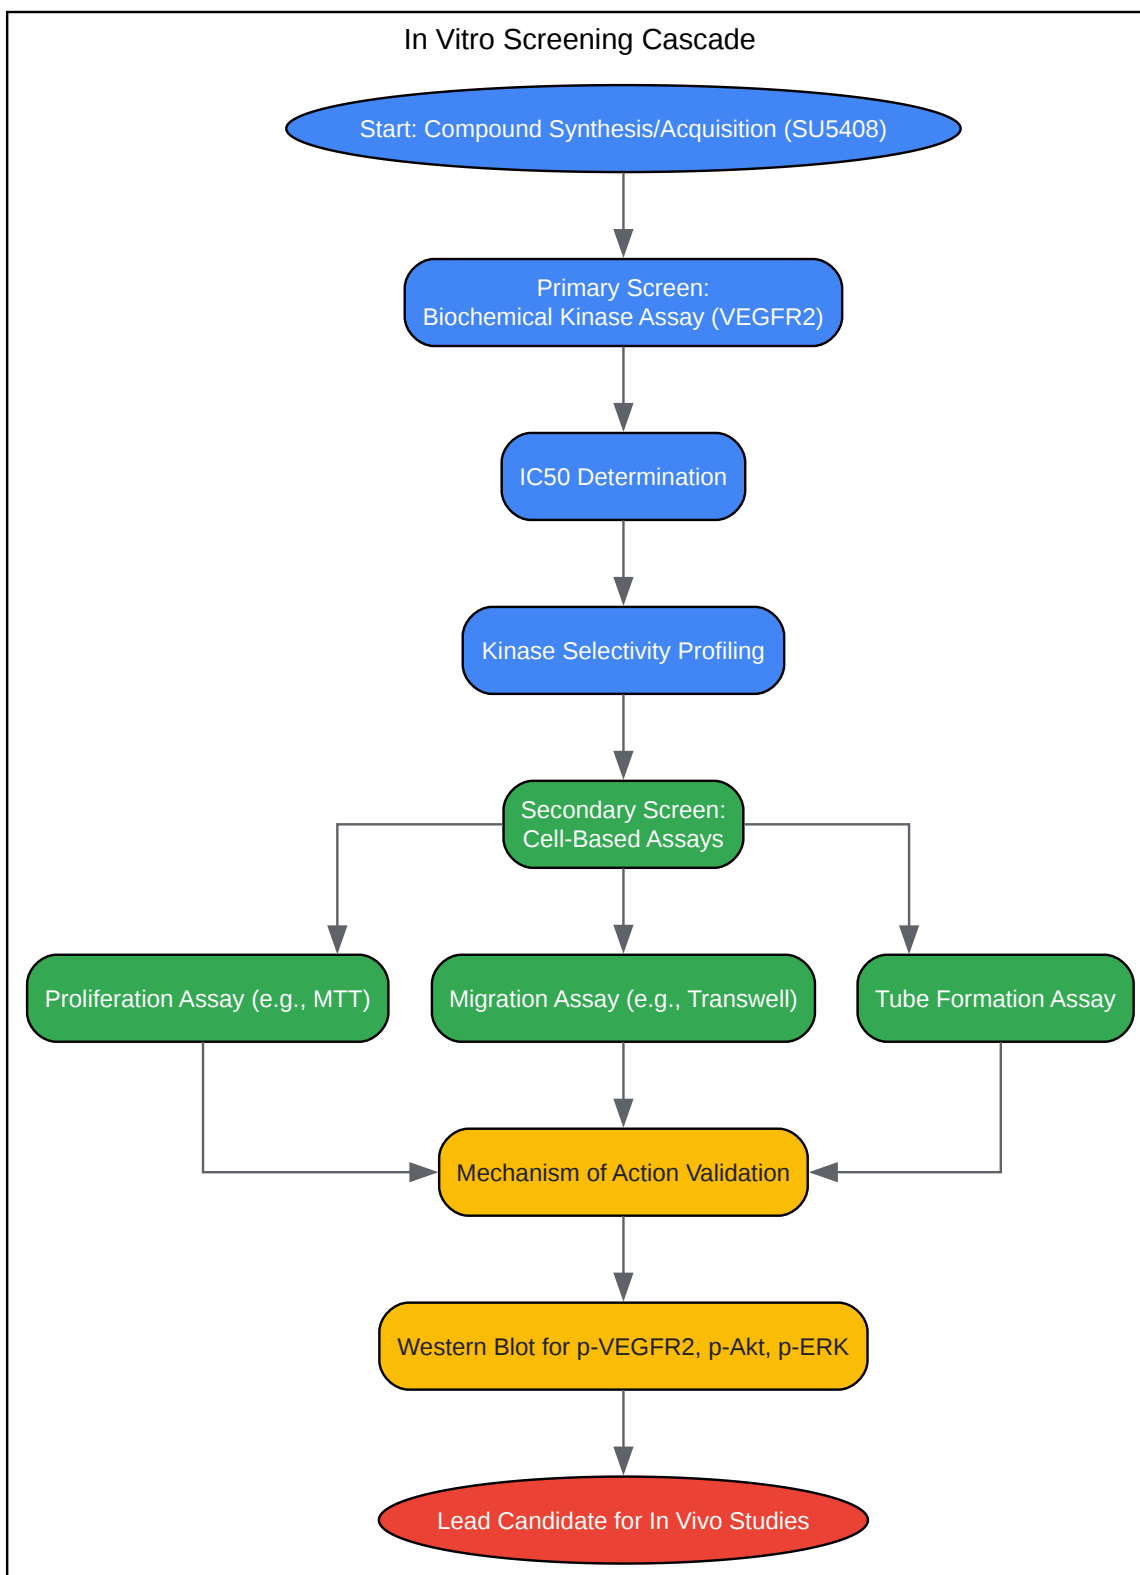 In Vitro Screening Cascade
Start: Compound Synthesis/Acquisition (SU5408)
Primary Screen:
Biochemical Kinase Assay (VEGFR2)
IC50 Determination
Kinase Selectivity Profiling
Secondary Screen:
Cell-Based Assays
Proliferation Assay (e.g., MTT)
Migration Assay (e.g., Transwell)
Tube Formation Assay
Mechanism of Action Validation
Western Blot for p-VEGFR2, p-Akt, p-ERK
Lead Candidate for In Vivo Studies